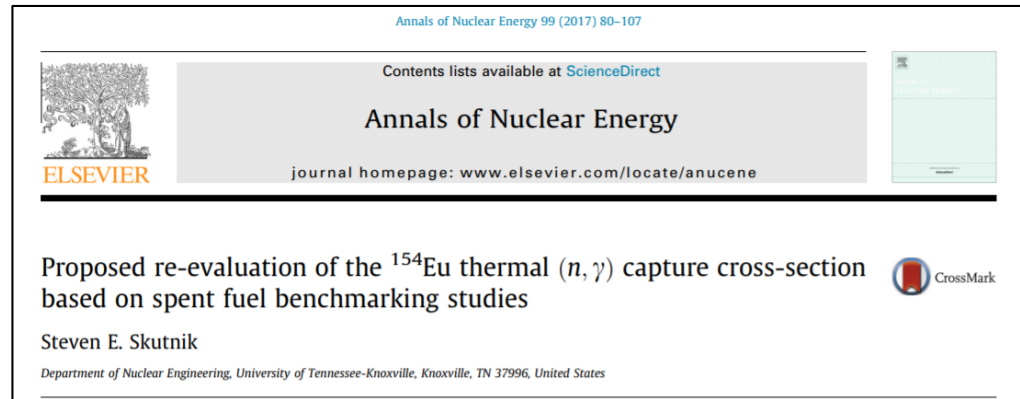 Annals of Nuclear Energy 99 (2017) 80–107
Contents lists available at ScienceDirect
Annals of Nuclear Energy
journal homepage: www.elsevier.com/locate/anucene
ELSEVIER
Proposed re-evaluation of the ¹⁵⁴Eu thermal (n, γ) capture cross-section
based on spent fuel benchmarking studies
CrossMark
Steven E. Skutnik
Department of Nuclear Engineering, University of Tennessee-Knoxville, Knoxville, TN 37996, United States